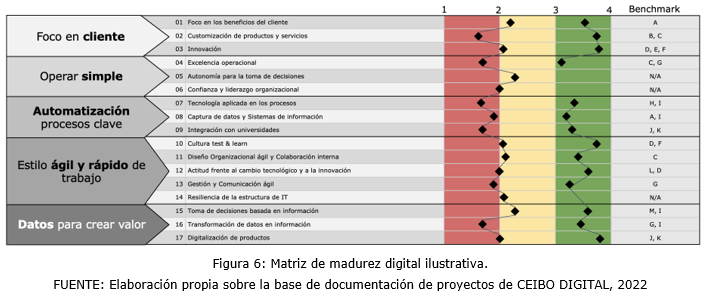 1 2 3 4 Benchmark
Foco en cliente
01 Foco en los beneficios del cliente A
02 Customización de productos y servicios B, C
03 Innovación D, E, F
Operar simple
04 Excelencia operacional C, G
05 Autonomía para la toma de decisiones N/A
06 Confianza y liderazgo organizacional N/A
Automatización
procesos clave
07 Tecnología aplicada en los procesos H, I
08 Captura de datos y Sistemas de información A, I
09 Integración con universidades J, K
Estilo ágil y rápido de
trabajo
10 Cultura test & learn D, F
11 Diseño Organizacional ágil y Colaboración interna C
12 Actitud frente al cambio tecnológico y a la innovación L, D
13 Gestión y Comunicación ágil G
14 Resiliencia de la estructura de IT N/A
Datos para crear valor
15 Toma de decisiones basada en información M, I
16 Transformación de datos en información G, I
17 Digitalización de productos J, K
Figura 6: Matriz de madurez digital ilustrativa.
FUENTE: Elaboración propia sobre la base de documentación de proyectos de CEIBO DIGITAL, 2022